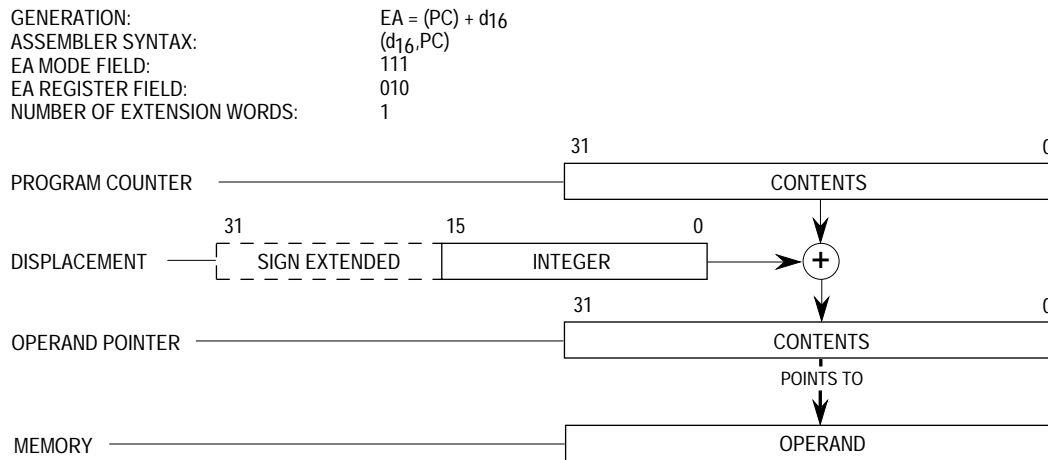 GENERATION: EA = (PC) + d16
ASSEMBLER SYNTAX: (d16,PC)
EA MODE FIELD: 111
EA REGISTER FIELD: 010
NUMBER OF EXTENSION WORDS: 1
31 0
PROGRAM COUNTER CONTENTS
31 15 0
DISPLACEMENT SIGN EXTENDED INTEGER +
31 0
OPERAND POINTER CONTENTS
POINTS TO
MEMORY OPERAND